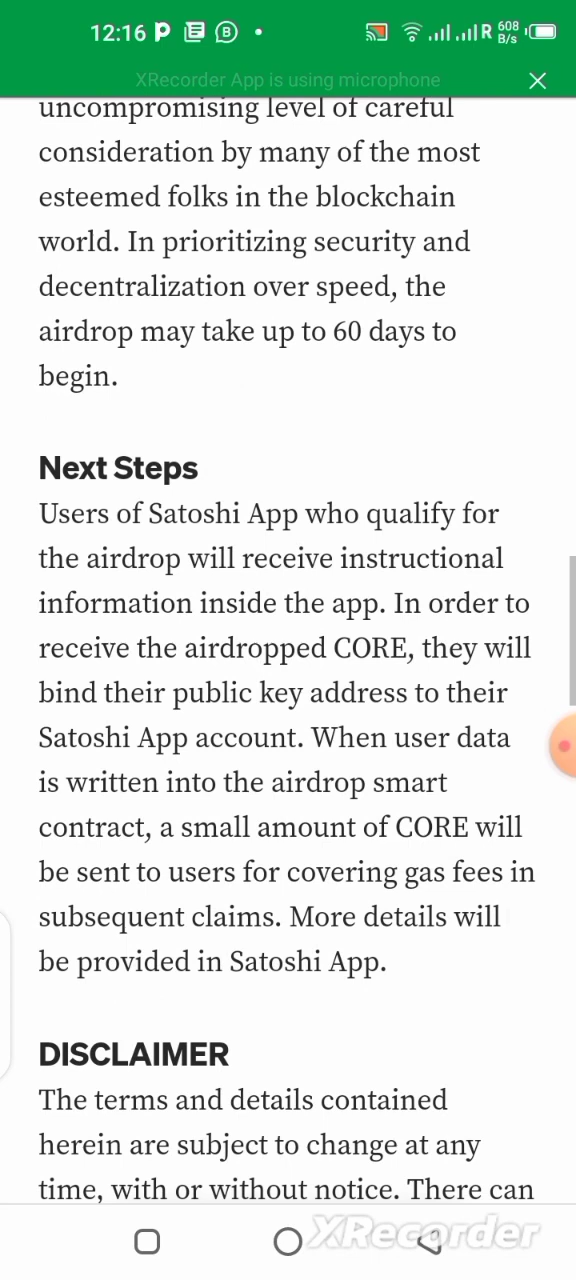 12:16
R
608
B/s
XRecorder App is using microphone
uncompromising level of careful
consideration by many of the most
esteemed folks in the blockchain
world. In prioritizing security and
decentralization over speed, the
airdrop may take up to 60 days to
begin.
Next Steps
Users of Satoshi App who qualify for
the airdrop will receive instructional
information inside the app. In order to
receive the airdropped CORE, they will
bind their public key address to their
Satoshi App account. When user data
is written into the airdrop smart
contract, a small amount of CORE will
be sent to users for covering gas fees in
subsequent claims. More details will
be provided in Satoshi App.
DISCLAIMER
The terms and details contained
herein are subject to change at any
time, with or without notice. There can
XRecorder